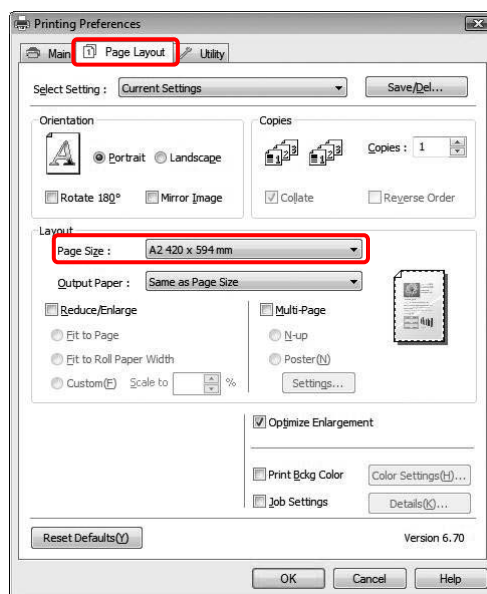 Printing Preferences
Main Page Layout Utility
Select Setting : Current Settings Save/Del...
Orientation
Portrait Landscape
Rotate 180° Mirror Image
Copies
Copies : 1
Collate Reverse Order
Layout
Page Size : A2 420 x 594 mm
Output Paper : Same as Page Size
Reduce/Enlarge
Fit to Page
Fit to Roll Paper Width
Custom(F) Scale to %
Multi-Page
N-up
Poster(N)
Settings...
Optimize Enlargement
Print Bckg Color Color Settings(H)...
Job Settings Details(K)...
Reset Defaults(Y) Version 6.70
OK Cancel Help